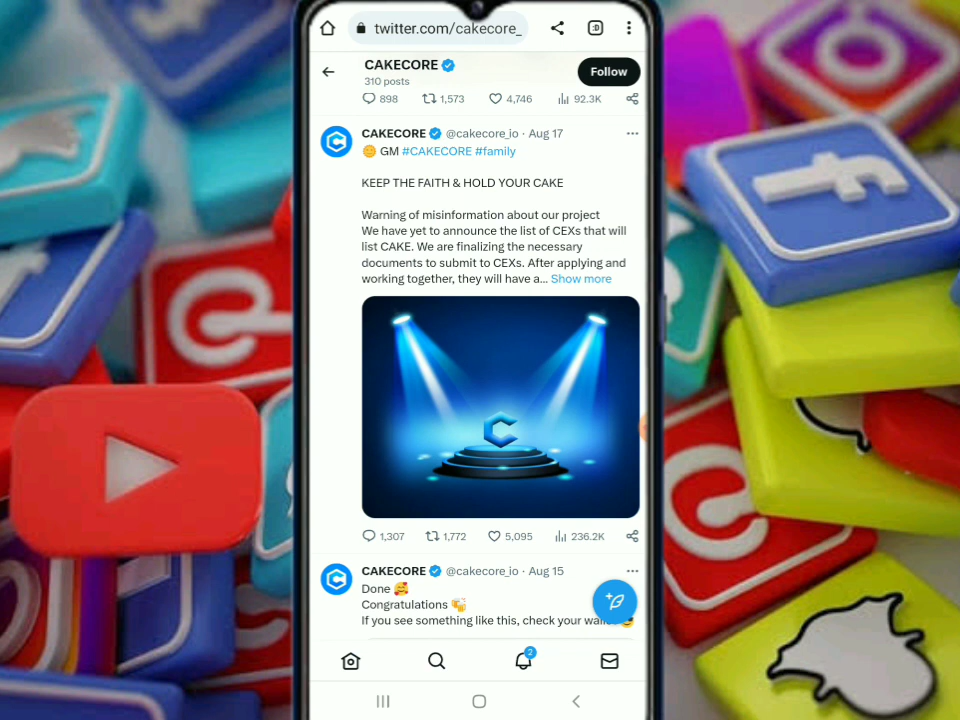 twitter.com/cakecore_
:D
CAKECORE
310 posts
Follow
898 1,573 4,746 92.3K
CAKECORE @cakecore_io · Aug 17
GM #CAKECORE #family
KEEP THE FAITH & HOLD YOUR CAKE
Warning of misinformation about our project
We have yet to announce the list of CEXs that will
list CAKE. We are finalizing the necessary
documents to submit to CEXs. After applying and
working together, they will have a... Show more
1,307 1,772 5,095 236.2K
CAKECORE @cakecore_io · Aug 15
Done
Congratulations
If you see something like this, check your
2